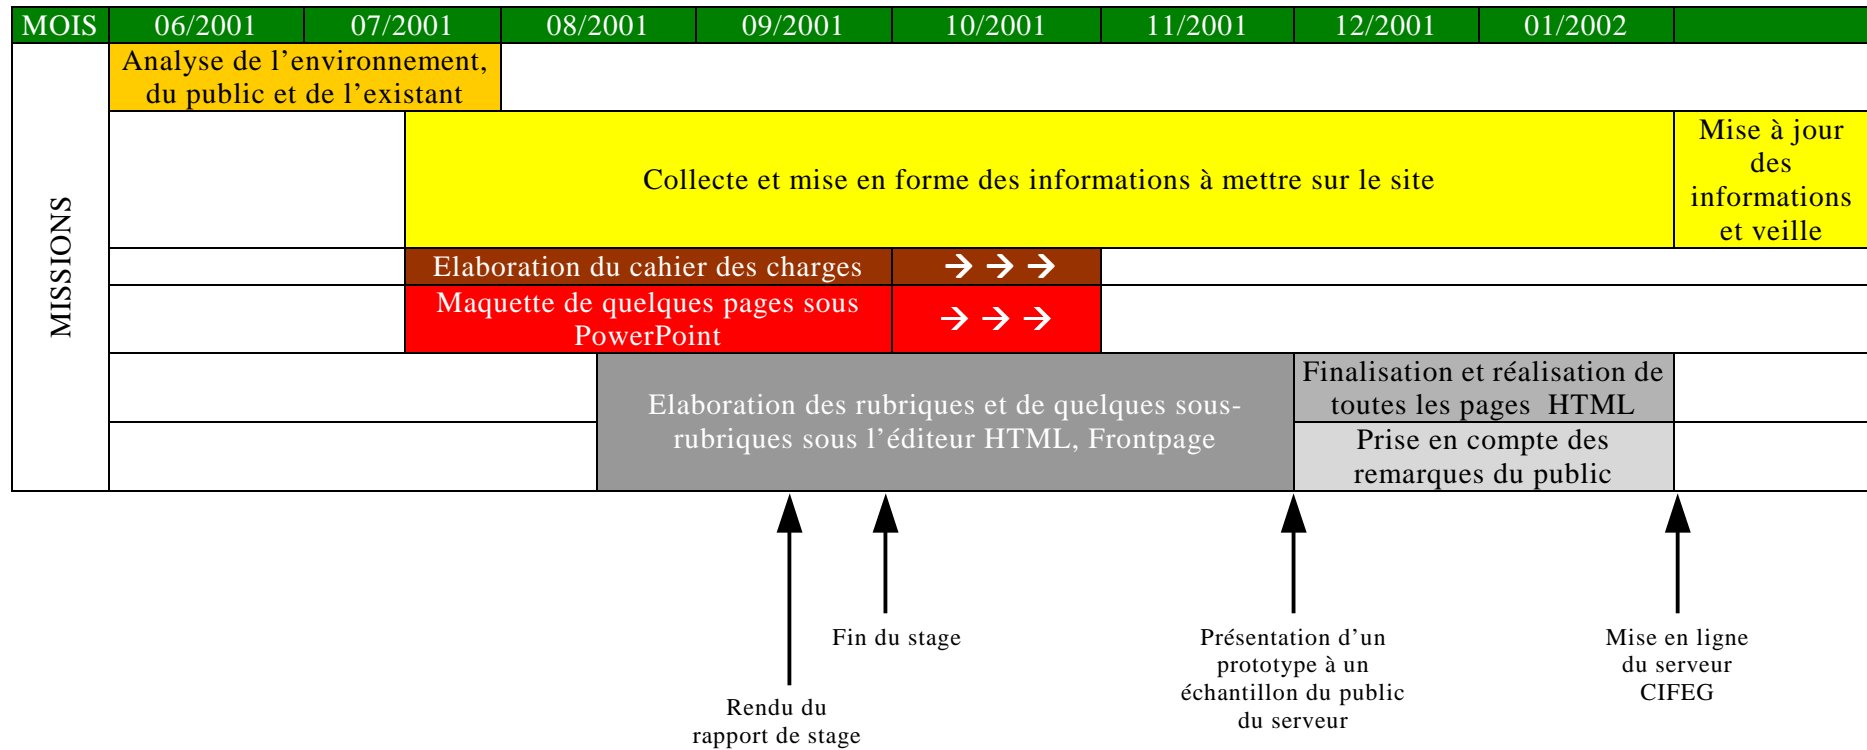 MOIS 06/2001 07/2001 08/2001 09/2001 10/2001 11/2001 12/2001 01/2002
MISSIONS
Analyse de l’environnement,
du public et de l’existant
Collecte et mise en forme des informations à mettre sur le site
Mise à jour
des
informations
et veille
Elaboration du cahier des charges
→ → →
Maquette de quelques pages sous
PowerPoint
→ → →
Elaboration des rubriques et de quelques sous-
rubriques sous l’éditeur HTML, Frontpage
Finalisation et réalisation de
toutes les pages HTML
Prise en compte des
remarques du public
Rendu du
rapport de stage
Fin du stage
Présentation d’un
prototype à un
échantillon du public
du serveur
Mise en ligne
du serveur
CIFEG